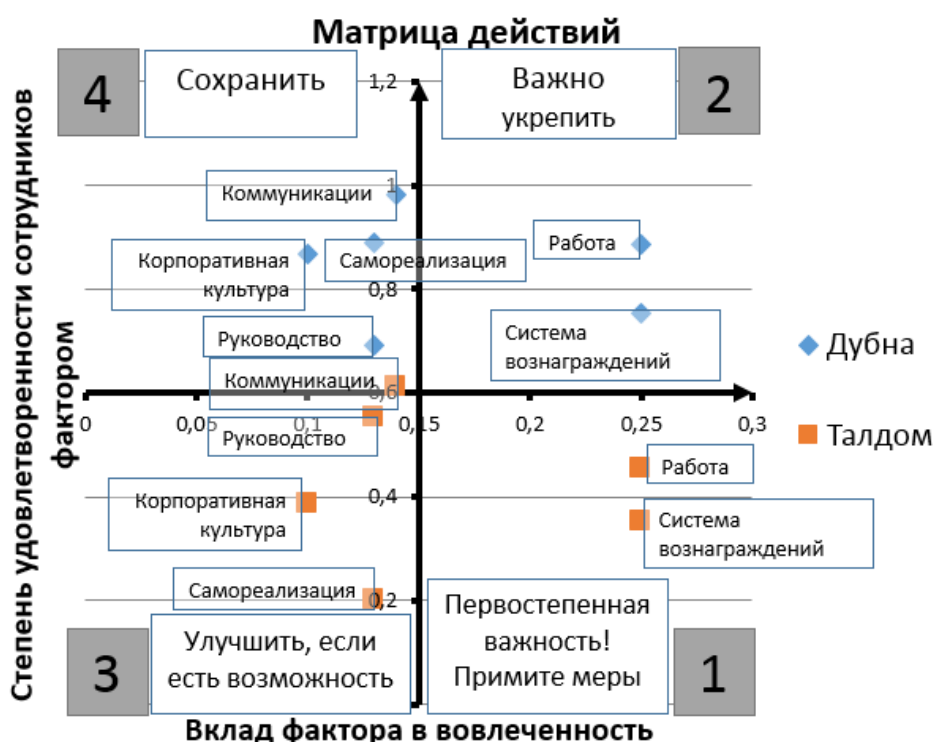 Матрица действий
4
Сохранить
Важно
укрепить
2
1,2
Степень удовлетворенности сотрудников
фактором
Коммуникации
1
Работа
Корпоративная
культура
Самореализация
0,8
Руководство
Система
вознаграждений
Дубна
Коммуникации
0,6
0
0,05
0,1
0,15
0,2
0,25
0,3
Руководство
Талдом
Работа
Корпоративная
культура
0,4
Система
вознаграждений
Самореализация
0,2
3
Улучшить, если
есть возможность
Первостепенная
важность!
Примите меры
1
Вклад фактора в вовлеченность